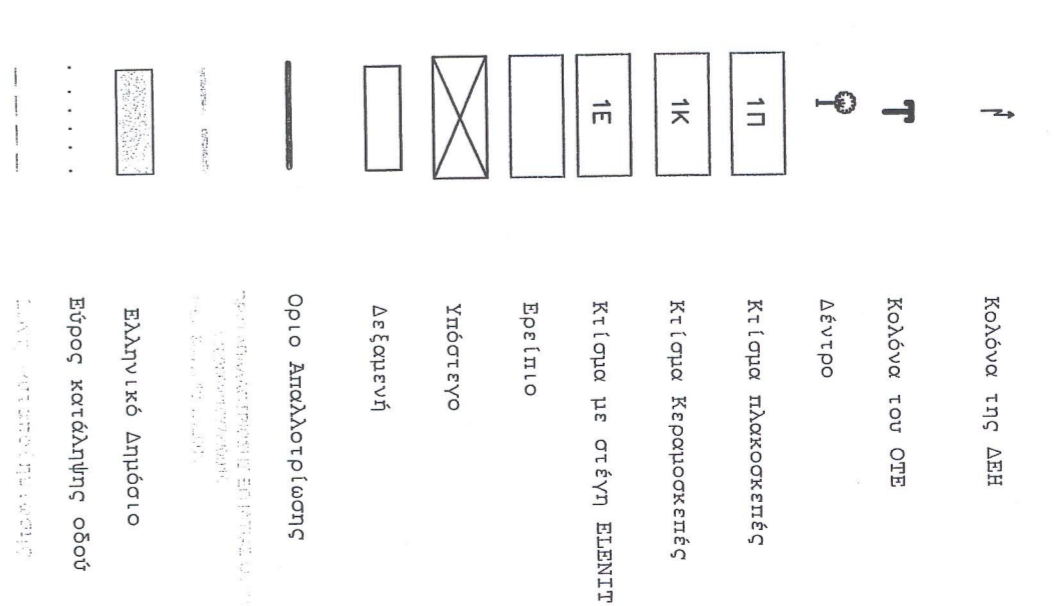 Κολόνα της ΔΕΗ
Κολόνα του ΟΤΕ
Δέντρο
1Π Κτίσμα πλακοσκεπές
1Κ Κτίσμα Κεραμοσκεπές
1Ε Κτίσμα με στέγη ELENIT
Ερείπιο
Υπόστεγο
Δεξαμενή
Οριο Απαλλοτρίωσης
Ελληνικό Δημόσιο
Εύρους κατάληψης οδού